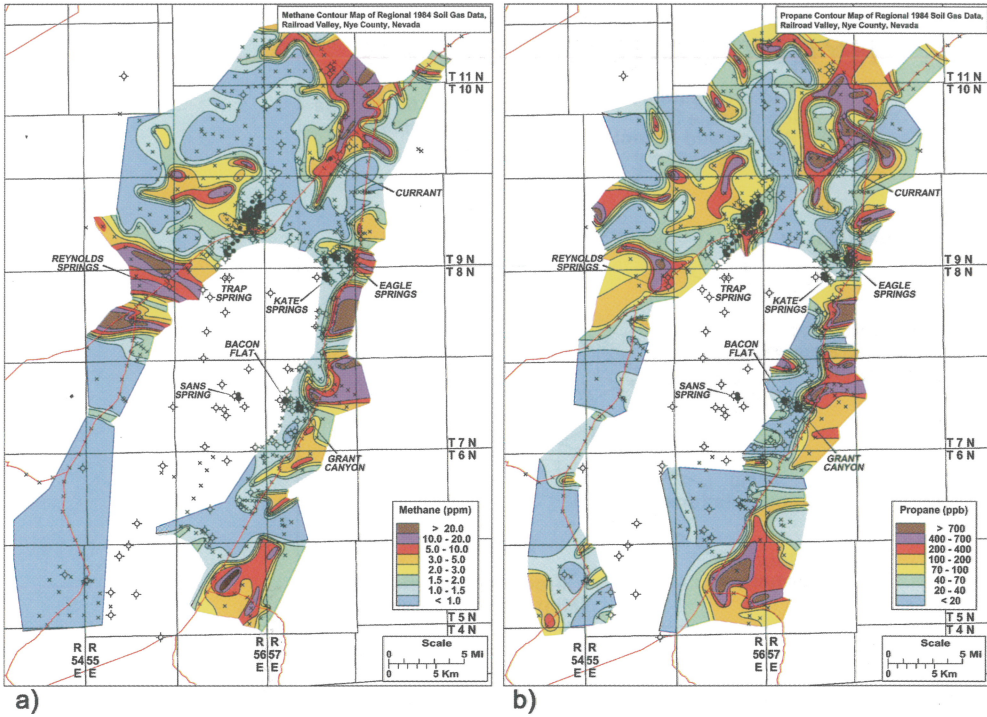 Methane Contour Map of Regional 1984 Soil Gas Data,
Railroad Valley, Nye County, Nevada
T 11 N
T 10 N
CURRANT
REYNOLDS
SPRINGS
TRAP
SPRING
T 9 N
T 8 N
KATE
SPRINGS
EAGLE
SPRINGS
BACON
FLAT
SANS
SPRING
T 7 N
T 6 N
GRANT
CANYON
Methane (ppm)
> 20.0
10.0 - 20.0
5.0 - 10.0
3.0 - 5.0
2.0 - 3.0
1.5 - 2.0
1.0 - 1.5
< 1.0
T 5 N
T 4 N
R R
54 55
E E
R R
56 57
E E
Scale
0 5 Mi
0 5 Km
a)
Propane Contour Map of Regional 1984 Soil Gas Data,
Railroad Valley, Nye County, Nevada
T 11 N
T 10 N
CURRANT
REYNOLDS
SPRINGS
TRAP
SPRING
T 9 N
T 8 N
KATE
SPRINGS
EAGLE
SPRINGS
BACON
FLAT
SANS
SPRING
T 7 N
T 6 N
GRANT
CANYON
Propane (ppb)
> 700
400 - 700
200 - 400
100 - 200
70 - 100
40 - 70
20 - 40
< 20
T 5 N
T 4 N
R R
54 55
E E
R R
56 57
E E
Scale
0 5 Mi
0 5 Km
b)